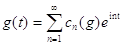 g(t) = ∑_{n=1}^{∞} c_n(g)e^{int}